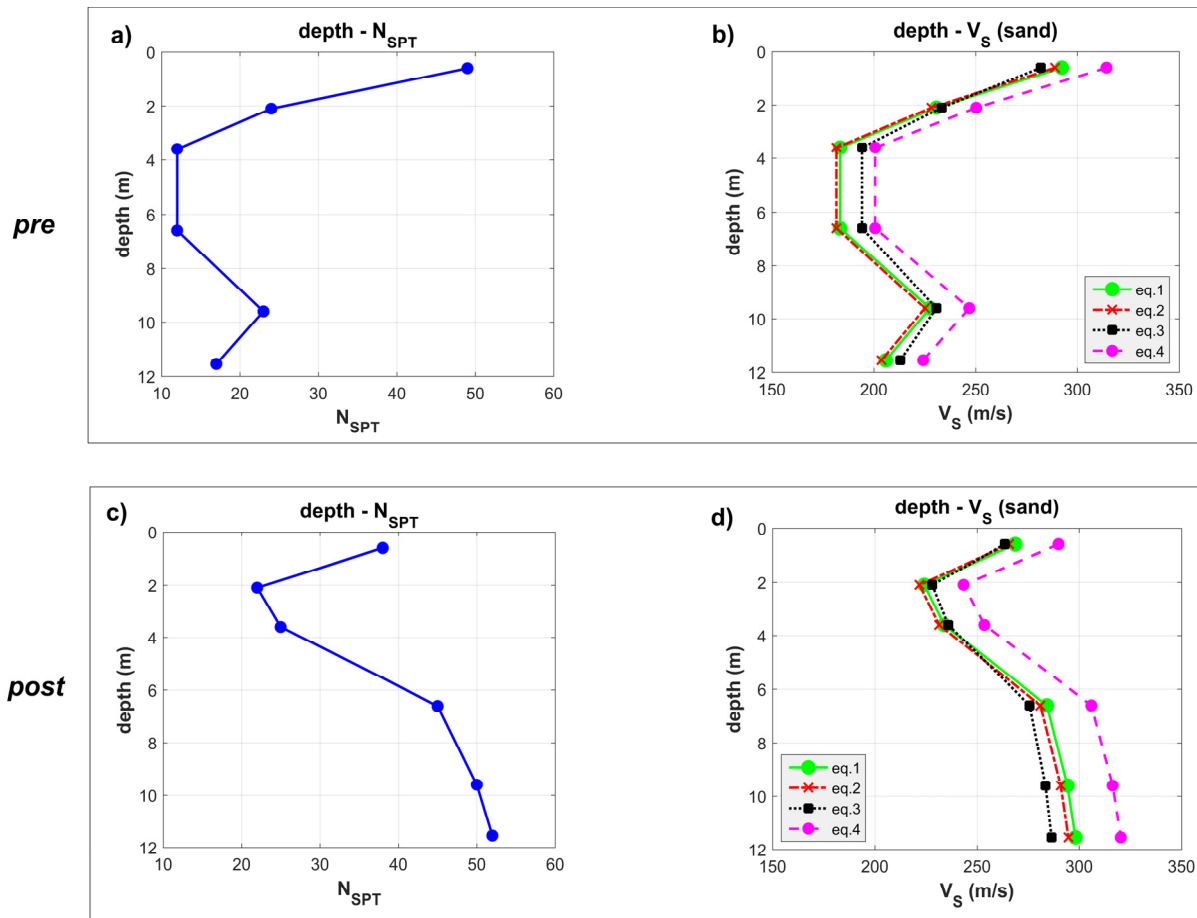 pre
a)
depth - N_SPT
0
2
4
6
8
10
12
depth (m)
10 20 30 40 50 60
N_SPT
b)
depth - V_S (sand)
0
2
4
6
8
10
12
depth (m)
eq.1
eq.2
eq.3
eq.4
150 200 250 300 350
V_S (m/s)
post
c)
depth - N_SPT
0
2
4
6
8
10
12
depth (m)
10 20 30 40 50 60
N_SPT
d)
depth - V_S (sand)
0
2
4
6
8
10
12
depth (m)
eq.1
eq.2
eq.3
eq.4
150 200 250 300 350
V_S (m/s)